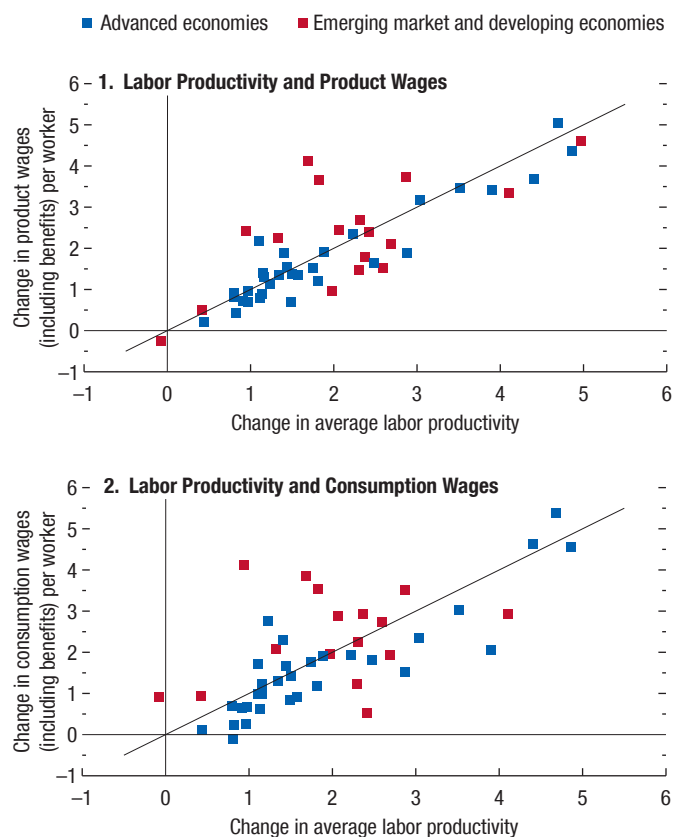 Advanced economies Emerging market and developing economies
1. Labor Productivity and Product Wages
Change in product wages
(including benefits) per worker
6
5
4
3
2
1
0
–1
–1 0 1 2 3 4 5 6
Change in average labor productivity
2. Labor Productivity and Consumption Wages
Change in consumption wages
(including benefits) per worker
6
5
4
3
2
1
0
–1
–1 0 1 2 3 4 5 6
Change in average labor productivity